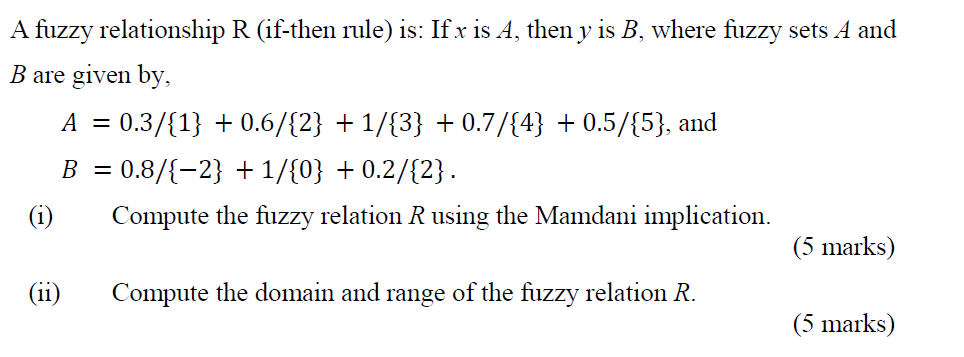 A fuzzy relationship R (if-then rule) is: If x is A, then y is B, where fuzzy sets A and
B are given by,
A = 0.3/{1} + 0.6/{2} + 1/{3} + 0.7/{4} + 0.5/{5}, and
B = 0.8/{−2} + 1/{0} + 0.2/{2} .
(i) Compute the fuzzy relation R using the Mamdani implication.
(5 marks)
(ii) Compute the domain and range of the fuzzy relation R.
(5 marks)